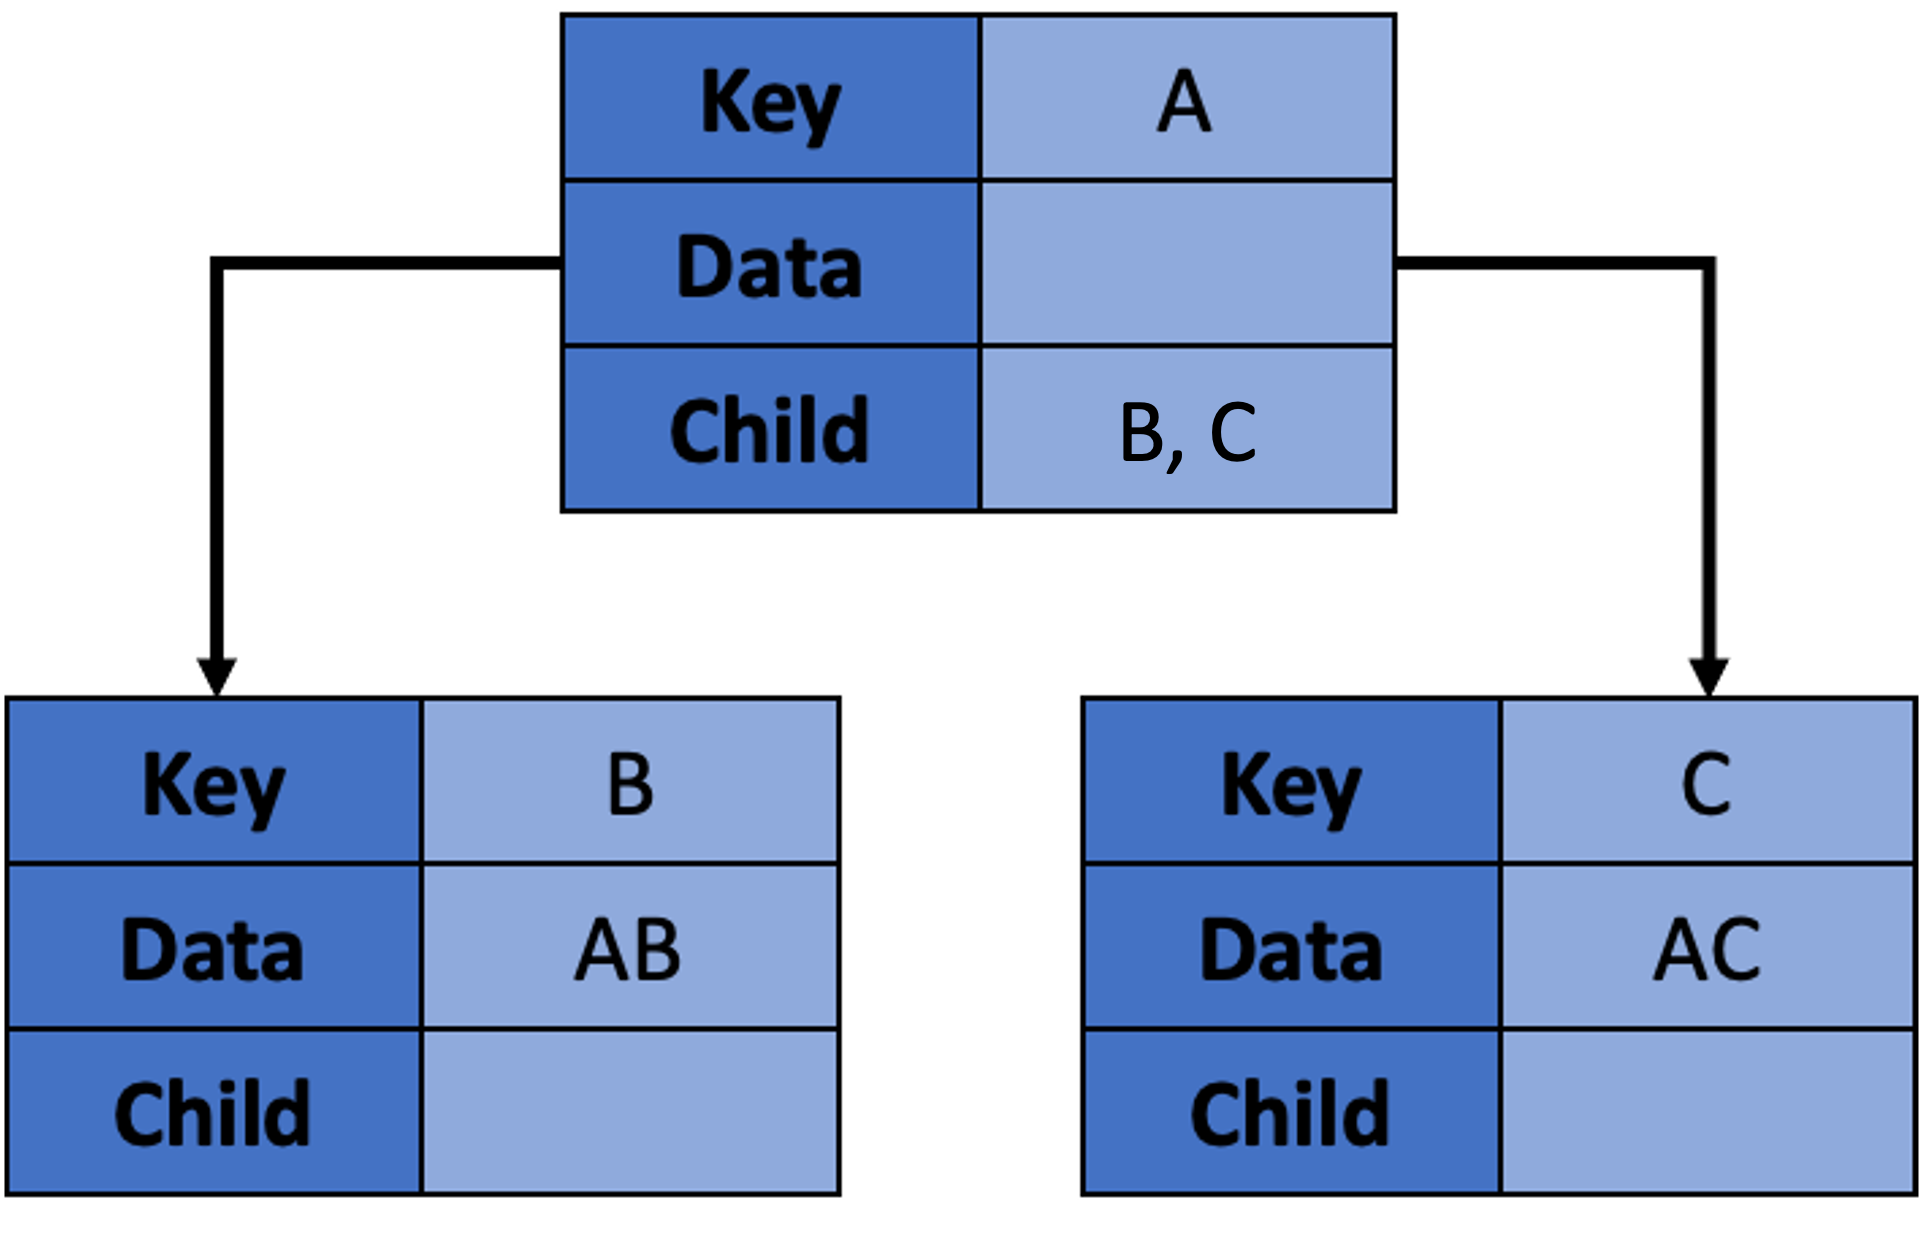 Key A
Data
Child B, C
Key B
Data AB
Child
Key C
Data AC
Child